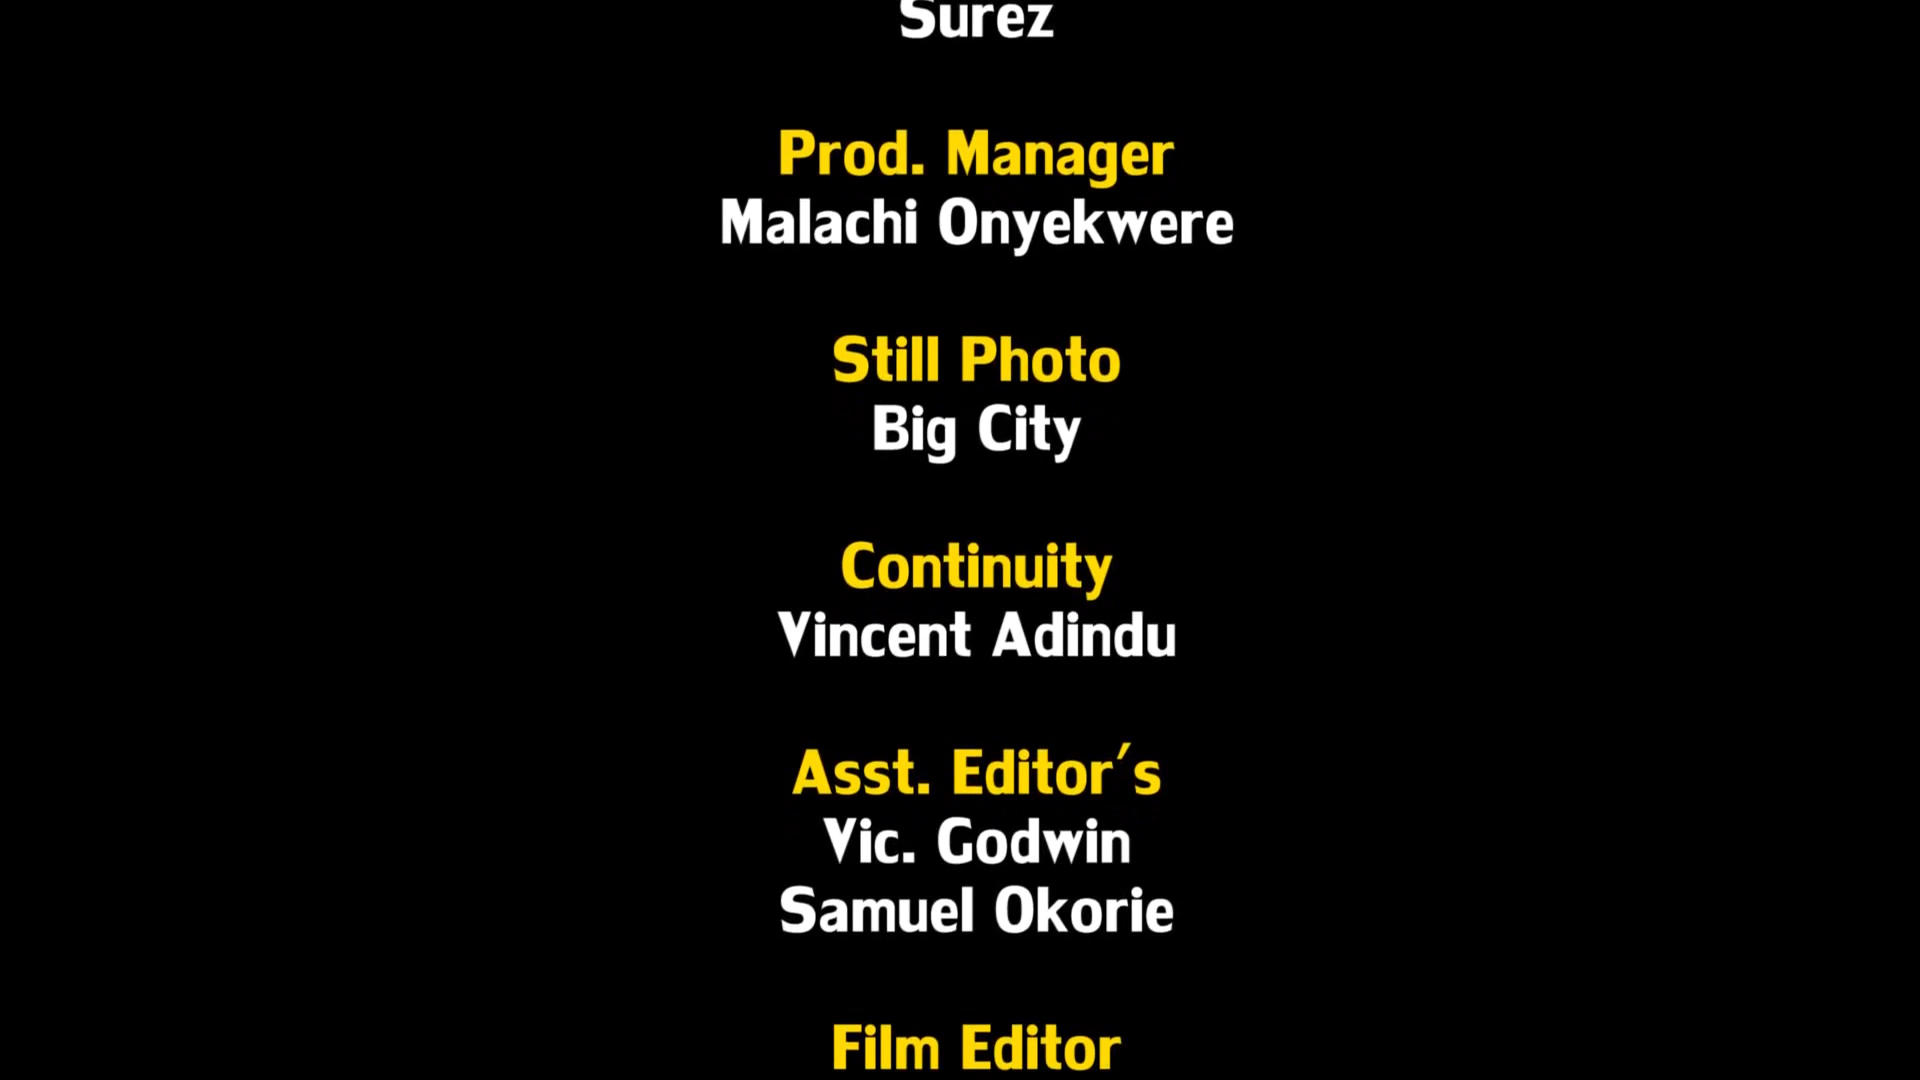 Surez
Prod. Manager
Malachi Onyekwere
Still Photo
Big City
Continuity
Vincent Adindu
Asst. Editor's
Vic. Godwin
Samuel Okorie
Film Editor